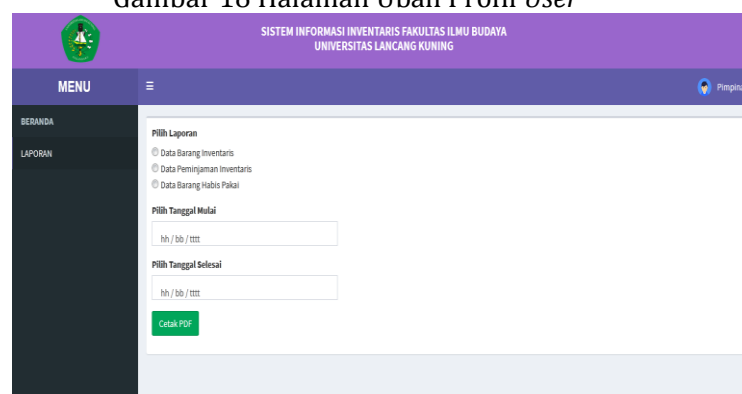 Gambar 18 Halaman Ubah Profil User
SISTEM INFORMASI INVENTARIS FAKULTAS ILMU BUDAYA
UNIVERSITAS LANCANG KUNING
MENU
Pimpina
BERANDA
LAPORAN
Pilih Laporan
Data Barang Inventaris
Data Peminjaman Inventaris
Data Barang Habis Pakai
Pilih Tanggal Mulai
hh / bb / tttt
Pilih Tanggal Selesai
hh / bb / tttt
Cetak PDF